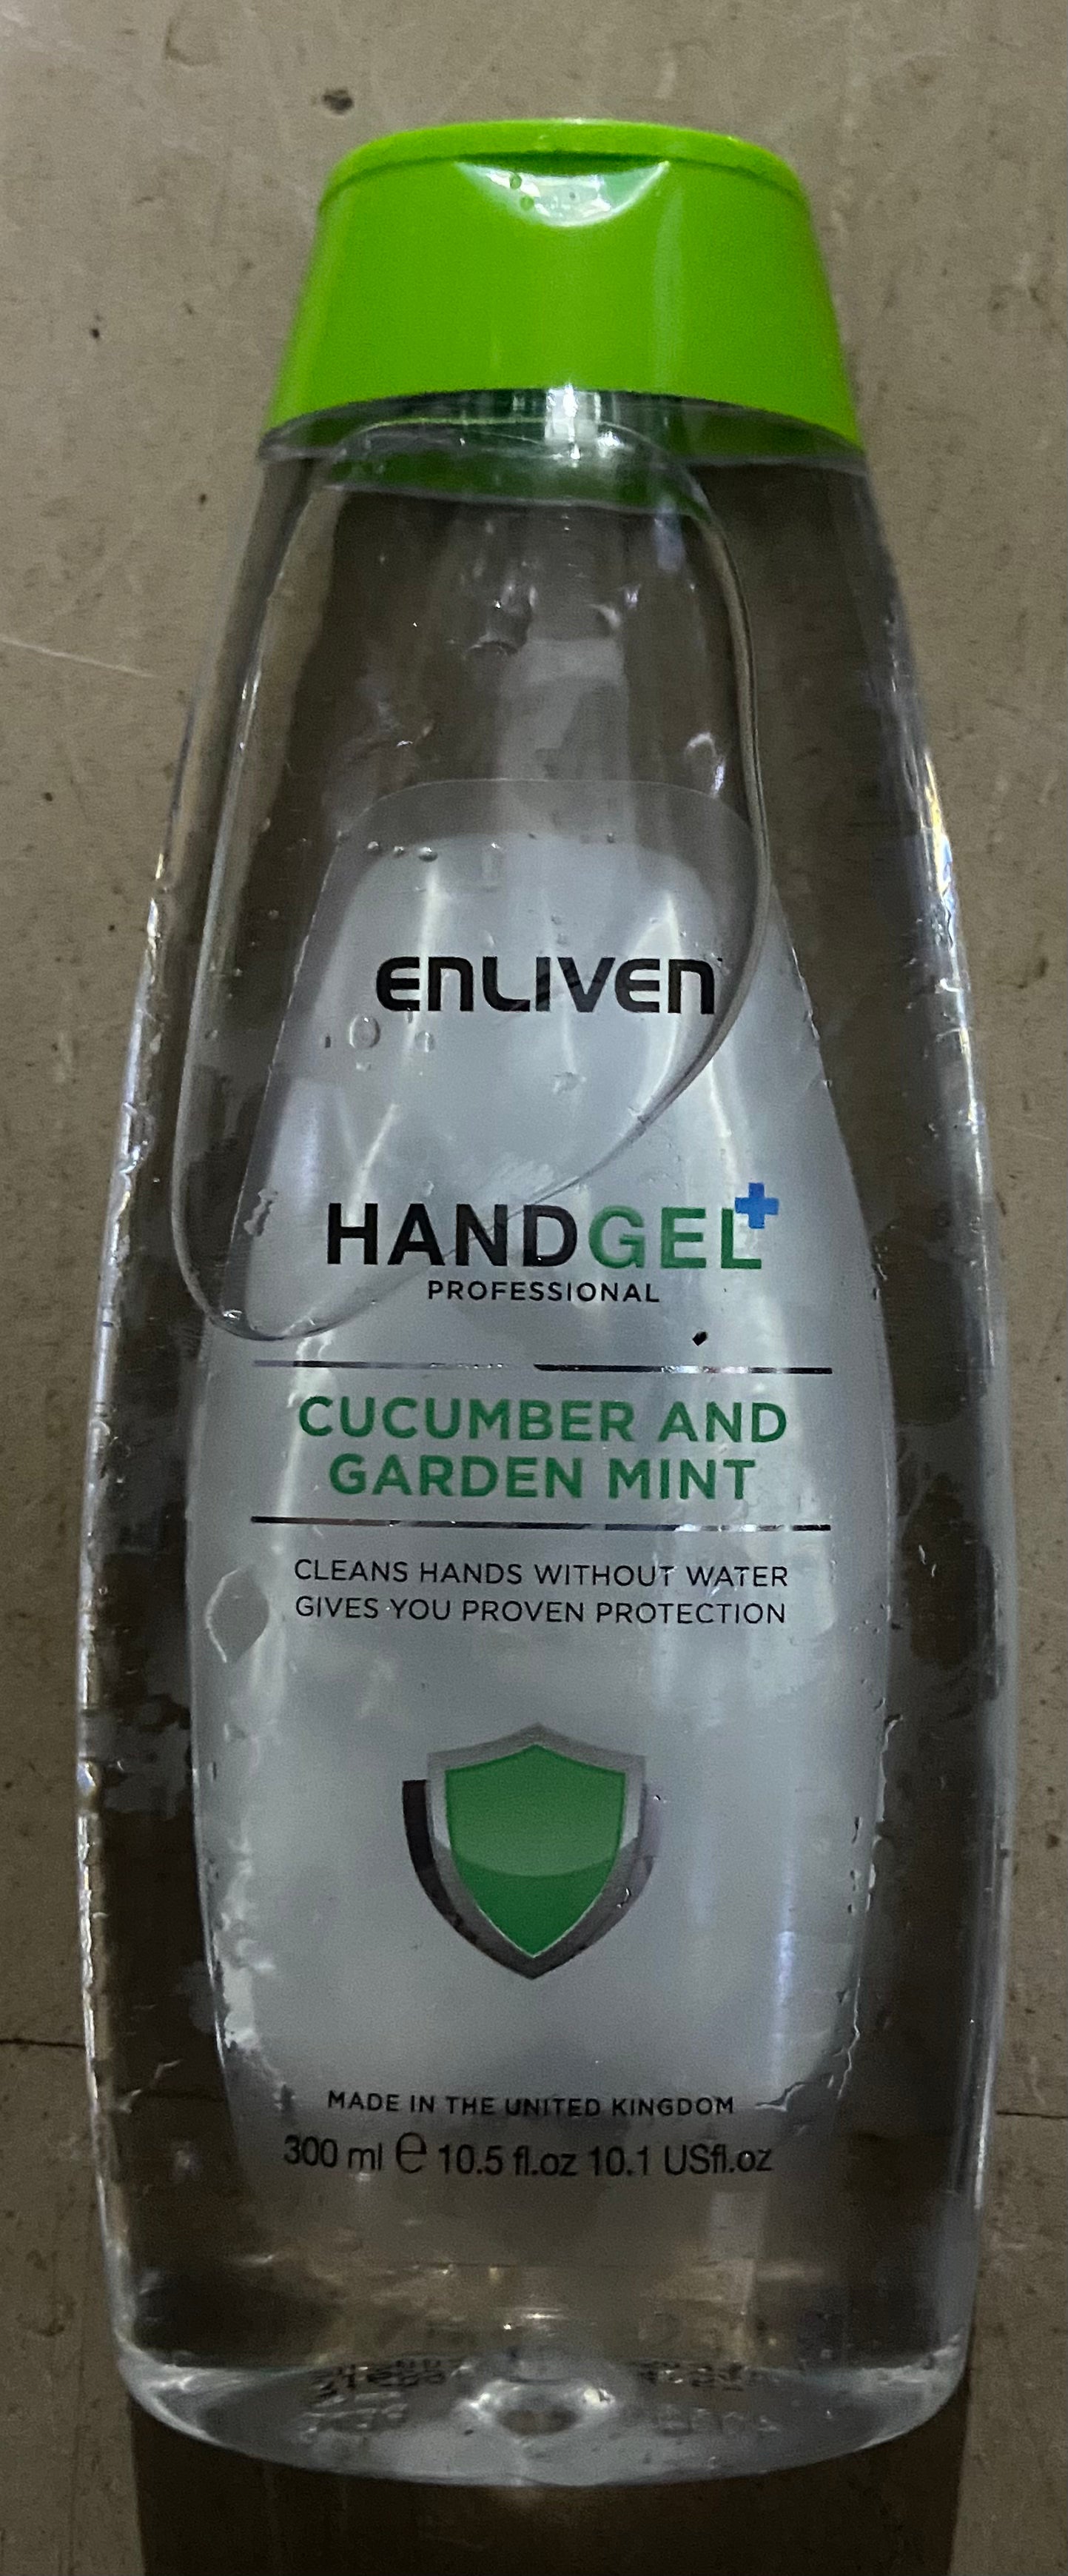 ENLIVEN
HANDGEL+
PROFESSIONAL
CUCUMBER AND
GARDEN MINT
CLEANS HANDS WITHOUT WATER
GIVES YOU PROVEN PROTECTION
MADE IN THE UNITED KINGDOM
300 ml ℮ 10.5 fl.oz 10.1 USfl.oz